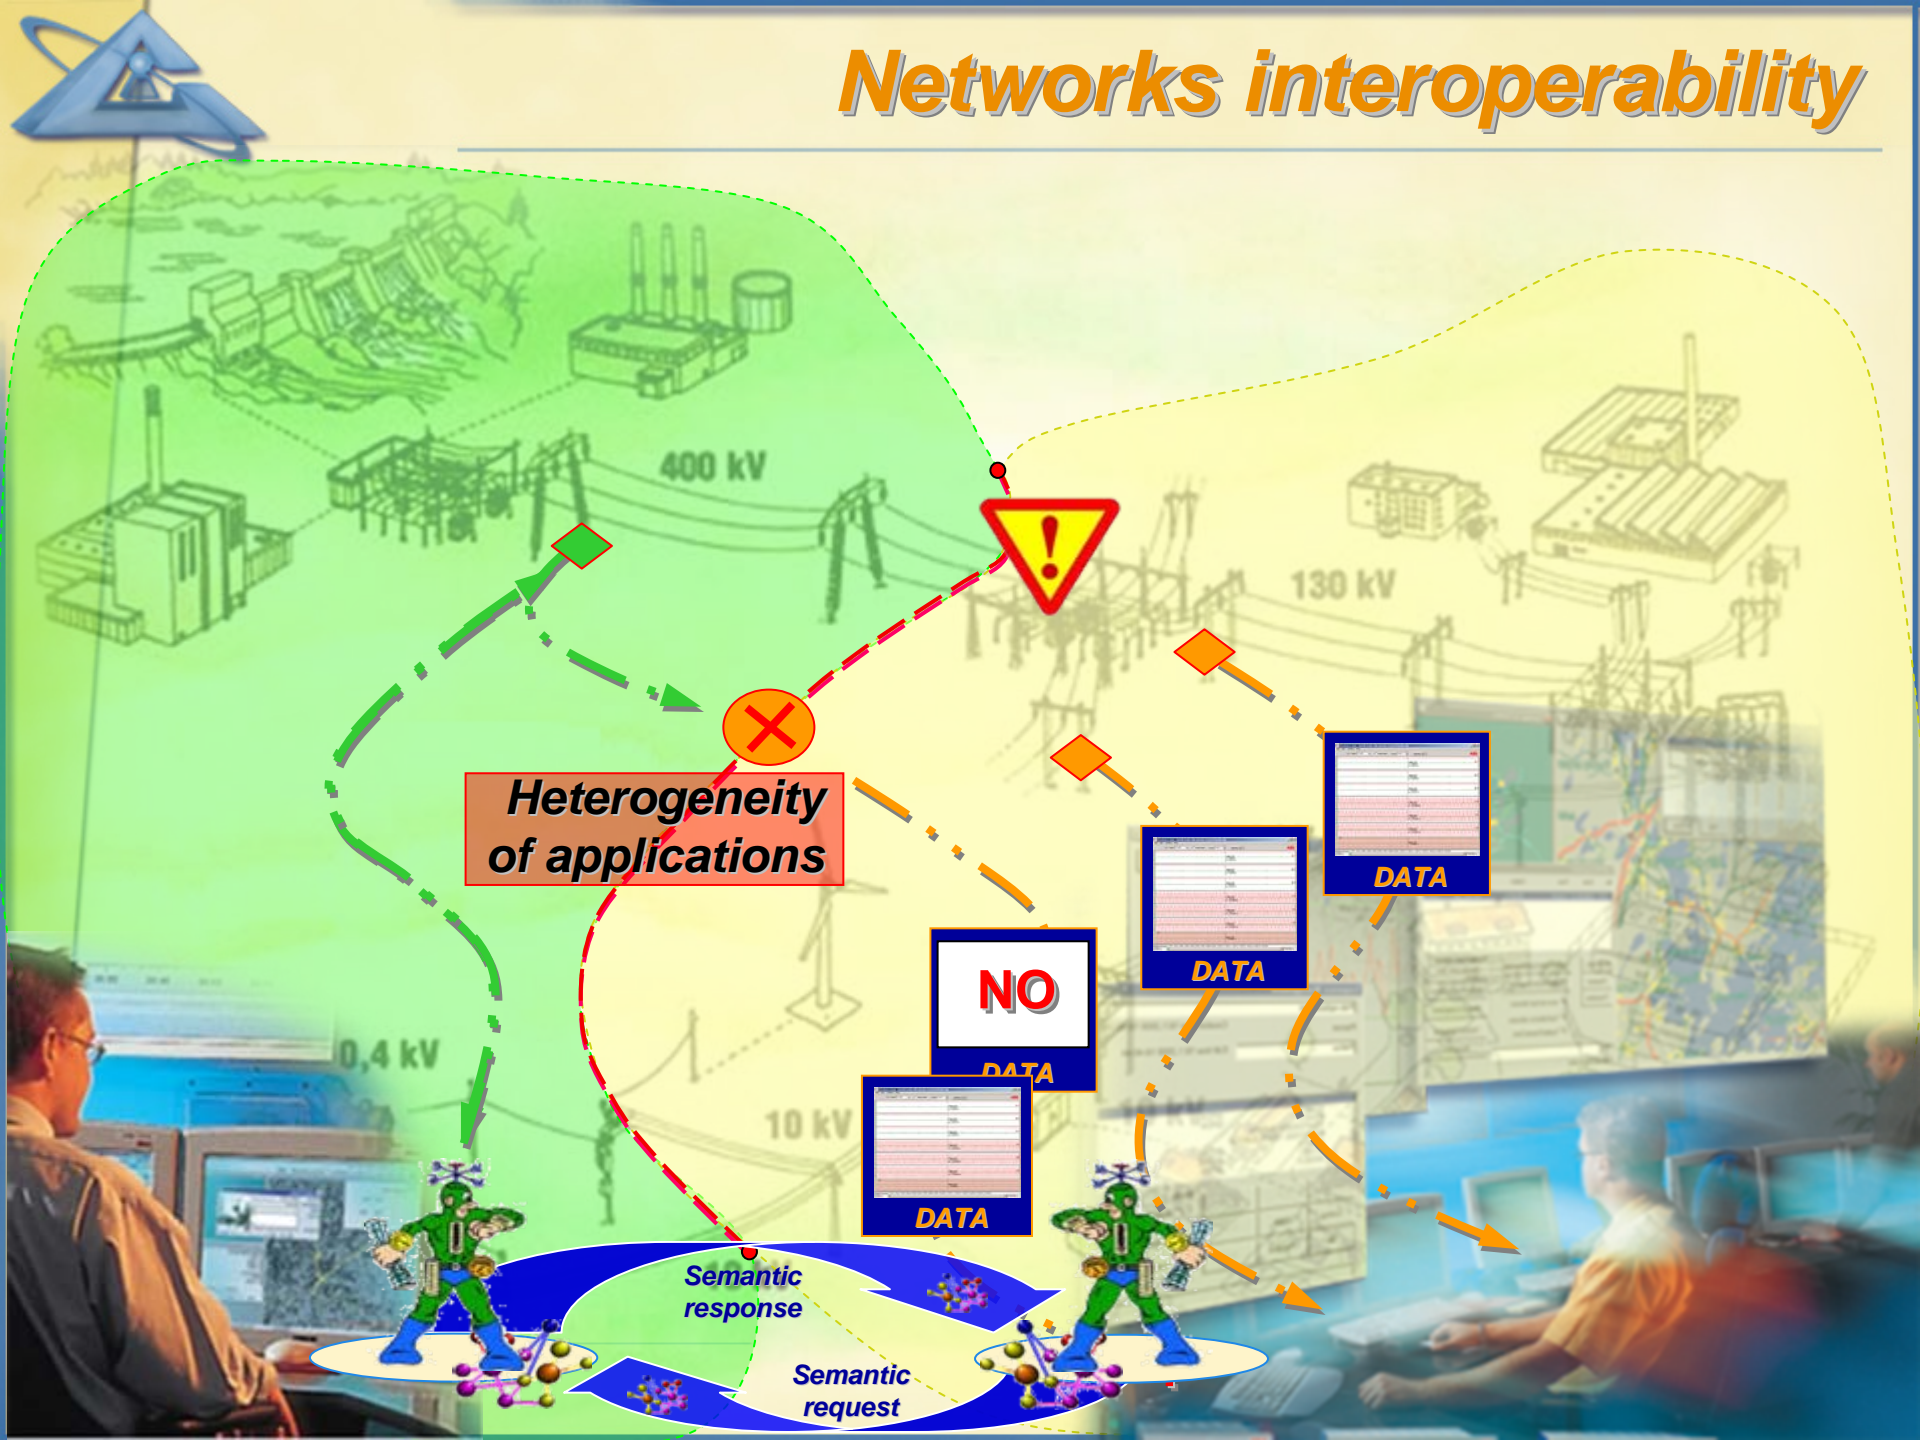 Networks interoperability
400 kV
130 kV
Heterogeneity
of applications
DATA
DATA
NO
DATA
0,4 kV
10 kV
DATA
Semantic
response
Semantic
request